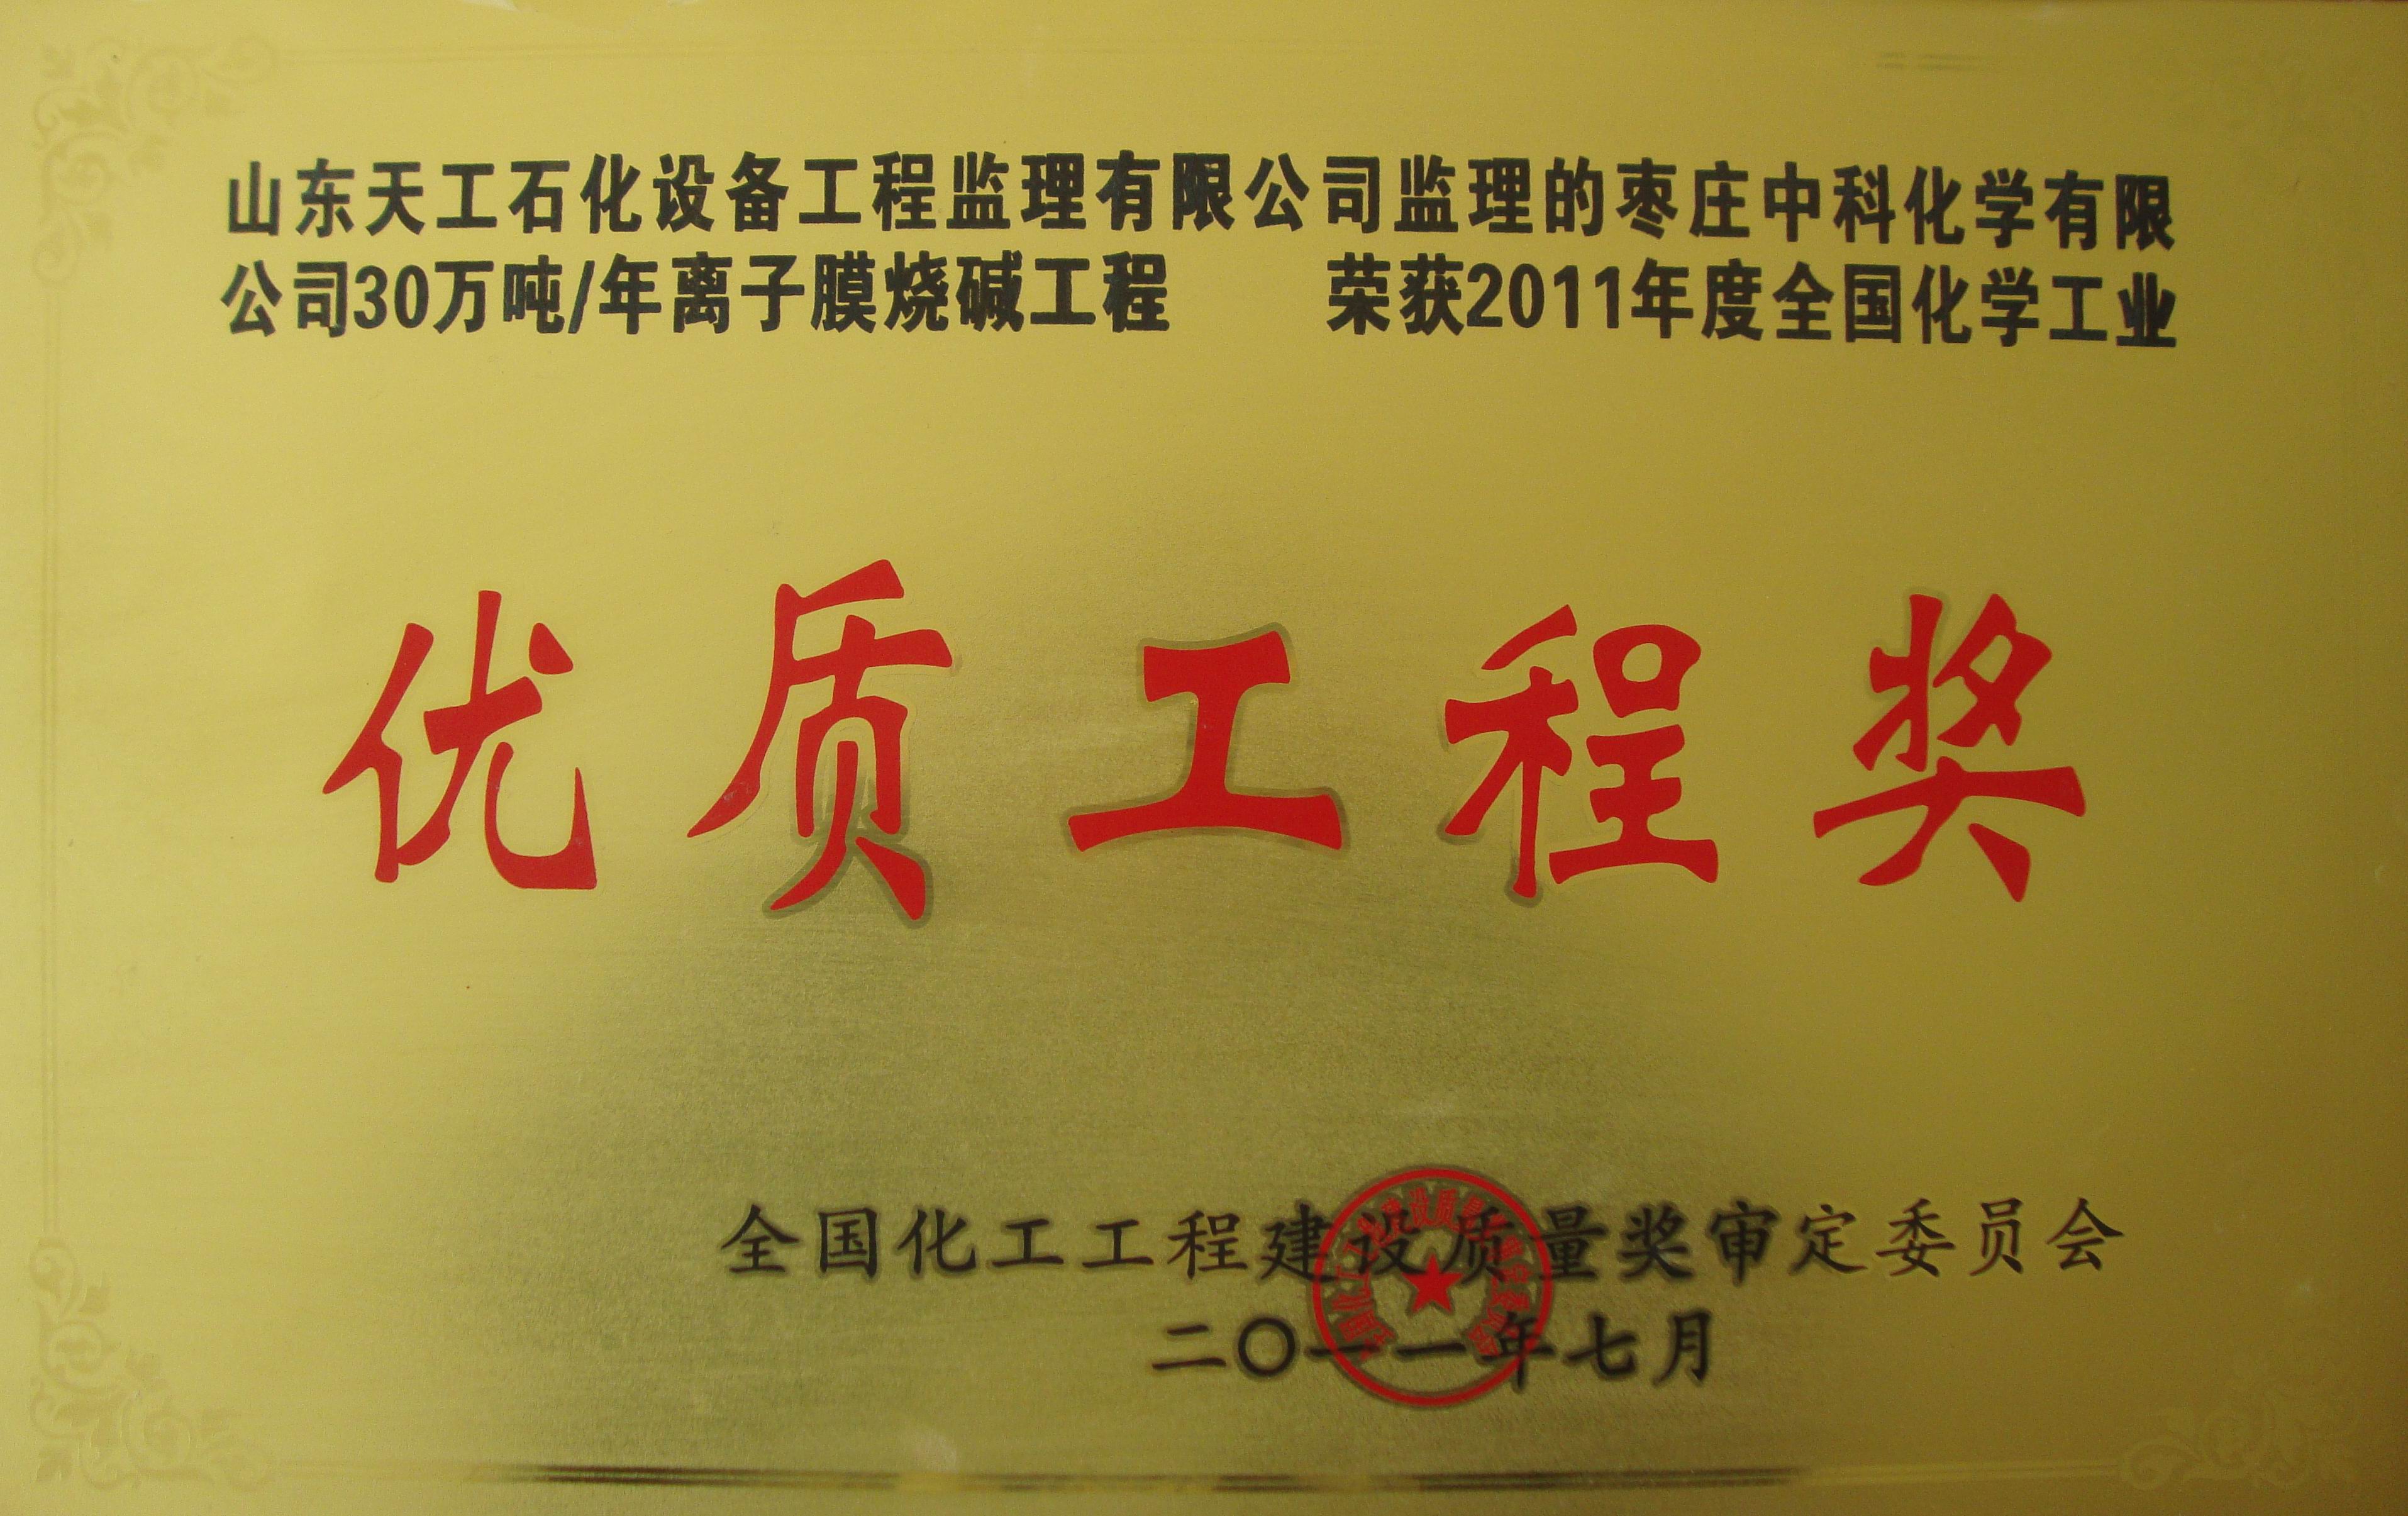 山东天工石化设备工程监理有限公司监理的枣庄中科化学有限
公司30万吨/年离子膜烧碱工程 荣获2011年度全国化学工业
优质工程奖
全国化工工程建设质量奖审定委员会
二〇一一年七月